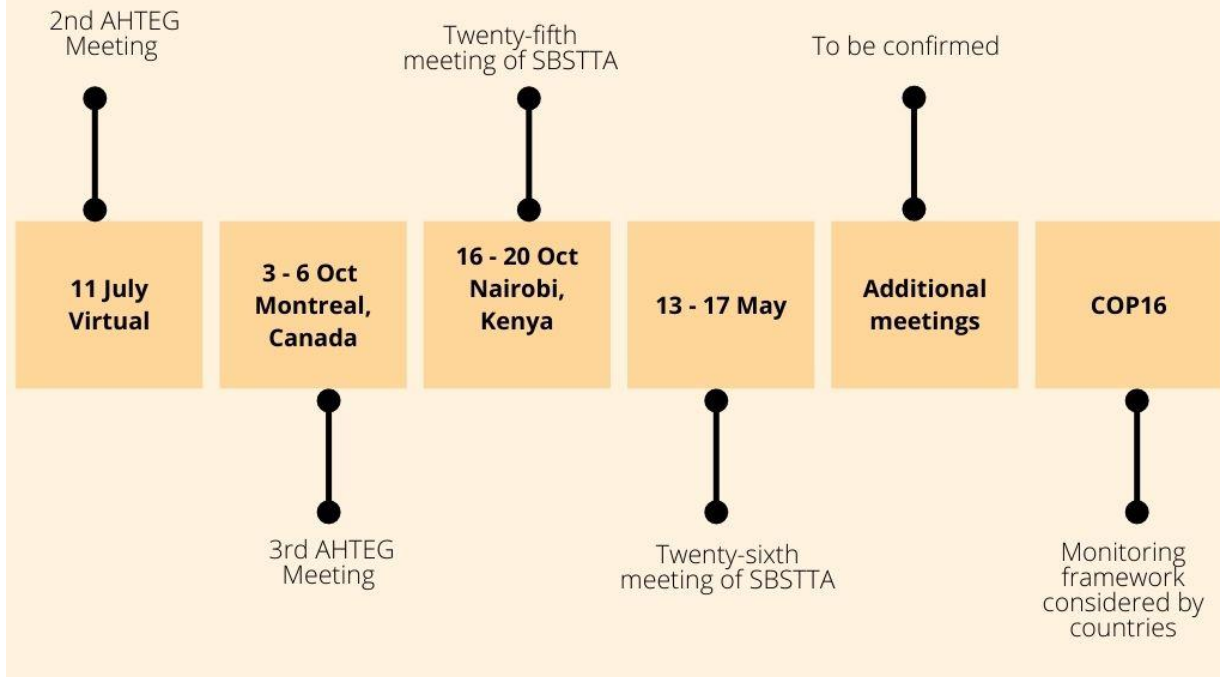 2nd AHTEG
Meeting
Twenty-fifth
meeting of SBSTTA
To be confirmed
11 July
Virtual
3 - 6 Oct
Montreal,
Canada
16 - 20 Oct
Nairobi,
Kenya
13 - 17 May
Additional
meetings
COP16
3rd AHTEG
Meeting
Twenty-sixth
meeting of SBSTTA
Monitoring
framework
considered by
countries